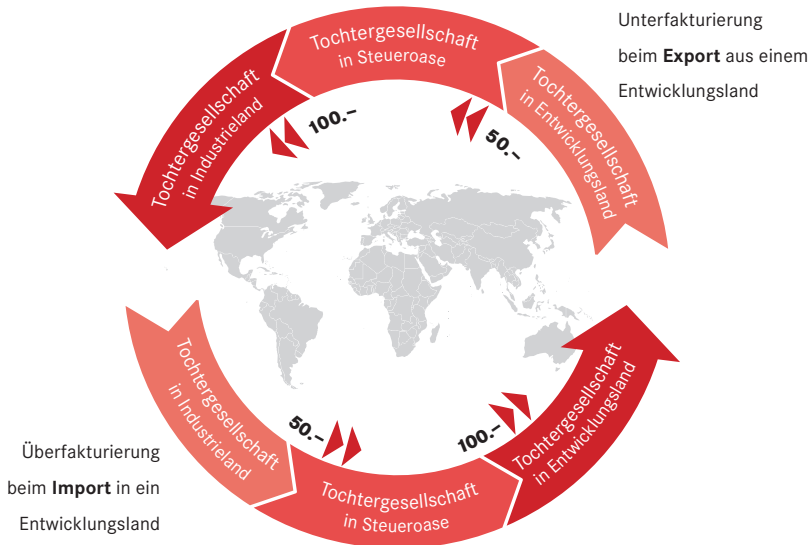 Unterfakturierung
beim Export aus einem
Entwicklungsland
Tochtergesellschaft
in Entwicklungsland
50.–
Tochtergesellschaft
in Steueroase
100.–
Tochtergesellschaft
in Industrieland
Überfakturierung
beim Import in ein
Entwicklungsland
Tochtergesellschaft
in Industrieland
50.–
Tochtergesellschaft
in Steueroase
100.–
Tochtergesellschaft
in Entwicklungsland